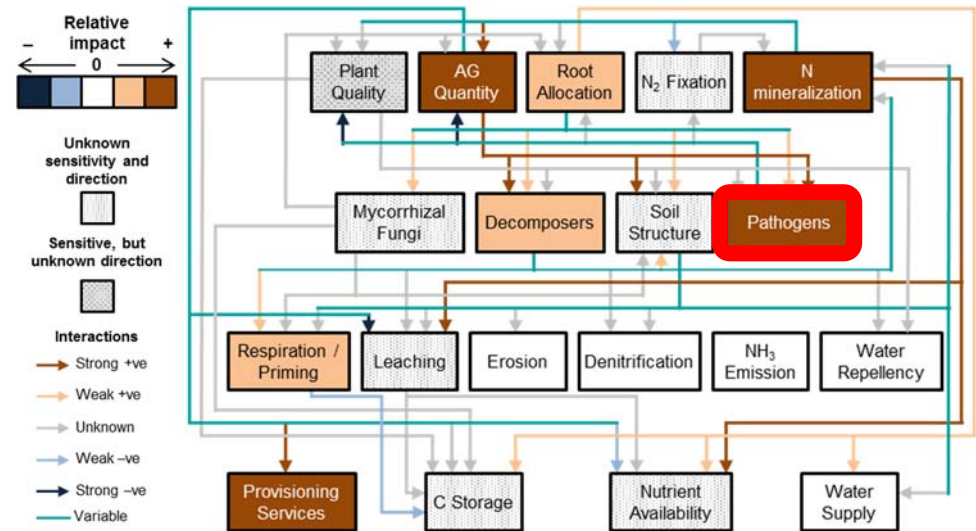 Relative
impact
– 0 +
Unknown
sensitivity and
direction
Sensitive, but
unknown direction
Interactions
Strong +ve
Weak +ve
Unknown
Weak –ve
Strong –ve
Variable
Plant
Quality
AG
Quantity
Root
Allocation
N₂ Fixation
N
mineralization
Mycorrhizal
Fungi
Decomposers
Soil
Structure
Pathogens
Respiration /
Priming
Leaching
Erosion
Denitrification
NH₃
Emission
Water
Repellency
Provisioning
Services
C Storage
Nutrient
Availability
Water
Supply